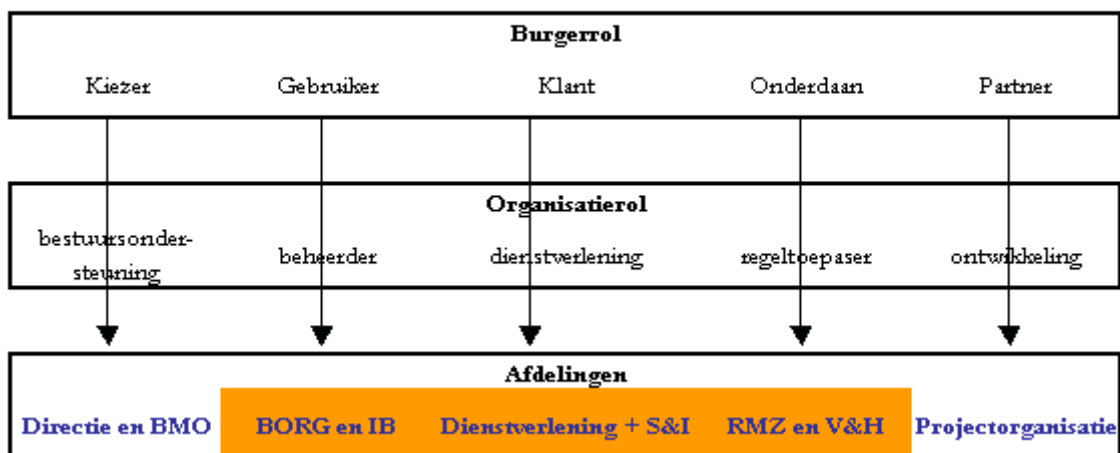 Burgerrol
Kiezer Gebruiker Klant Onderdaan Partner
Organisatierol
bestuursonder-
steuning beheerder dienstverlening regeltoepaser ontwikkeling
Afdelingen
Directie en BMO BORG en IB Dienstverlening + S&I RMZ en V&H Projectorganisatie